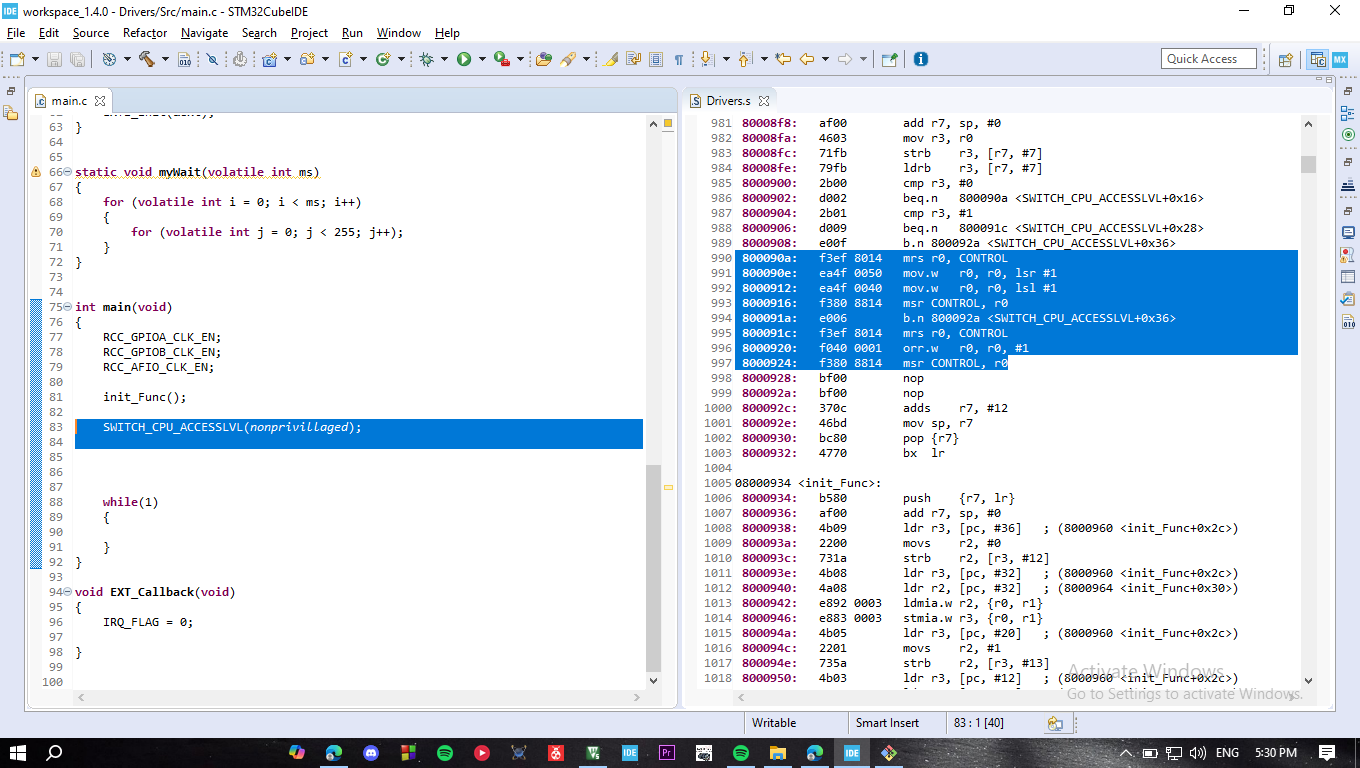 workspace_1.4.0 - Drivers/Src/main.c - STM32CubeIDE
File Edit Source Refactor Navigate Search Project Run Window Help
Quick Access
main.c
63 }
64
65
66 static void myWait(volatile int ms)
67 {
68 for (volatile int i = 0; i < ms; i++)
69 {
70 for (volatile int j = 0; j < 255; j++);
71 }
72 }
73
74
75 int main(void)
76 {
77 RCC_GPIOA_CLK_EN;
78 RCC_GPIOB_CLK_EN;
79 RCC_AFIO_CLK_EN;
80
81 init_Func();
82
83 SWITCH_CPU_ACCESSLVL(nonprivillaged);
84
85
86
87
88 while(1)
89 {
90
91 }
92 }
93
94 void EXT_Callback(void)
95 {
96 IRQ_FLAG = 0;
97
98 }
99
100
Drivers.s
981 80008f8: af00 add r7, sp, #0
982 80008fa: 4603 mov r3, r0
983 80008fc: 71fb strb r3, [r7, #7]
984 80008fe: 79fb ldrb r3, [r7, #7]
985 8000900: 2b00 cmp r3, #0
986 8000902: d002 beq.n 800090a <SWITCH_CPU_ACCESSLVL+0x16>
987 8000904: 2b01 cmp r3, #1
988 8000906: d009 beq.n 800091c <SWITCH_CPU_ACCESSLVL+0x28>
989 8000908: e00f b.n 800092a <SWITCH_CPU_ACCESSLVL+0x36>
990 800090a: f3ef 8014 mrs r0, CONTROL
991 800090e: ea4f 0050 mov.w r0, r0, lsr #1
992 8000912: ea4f 0040 mov.w r0, r0, lsl #1
993 8000916: f380 8814 msr CONTROL, r0
994 800091a: e006 b.n 800092a <SWITCH_CPU_ACCESSLVL+0x36>
995 800091c: f3ef 8014 mrs r0, CONTROL
996 8000920: f040 0001 orr.w r0, r0, #1
997 8000924: f380 8814 msr CONTROL, r0
998 8000928: bf00 nop
999 800092a: bf00 nop
1000 800092c: 370c adds r7, #12
1001 800092e: 46bd mov sp, r7
1002 8000930: bc80 pop {r7}
1003 8000932: 4770 bx lr
1004
1005 08000934 <init_Func>:
1006 8000934: b580 push {r7, lr}
1007 8000936: af00 add r7, sp, #0
1008 8000938: 4b09 ldr r3, [pc, #36] ; (8000960 <init_Func+0x2c>)
1009 800093a: 2200 movs r2, #0
1010 800093c: 731a strb r2, [r3, #12]
1011 800093e: 4b08 ldr r3, [pc, #32] ; (8000960 <init_Func+0x2c>)
1012 8000940: 4a08 ldr r2, [pc, #32] ; (8000964 <init_Func+0x30>)
1013 8000942: e892 0003 ldmia.w r2, {r0, r1}
1014 8000946: e883 0003 stmia.w r3, {r0, r1}
1015 800094a: 4b05 ldr r3, [pc, #20] ; (8000960 <init_Func+0x2c>)
1016 800094c: 2201 movs r2, #1
1017 800094e: 735a strb r2, [r3, #13]
1018 8000950: 4b03 ldr r3, [pc, #12] ; (8000960 <init_Func+0x2c>)
Activate Windows
Go to Settings to activate Windows.
Writable Smart Insert 83 : 1 [40]
ENG 5:30 PM